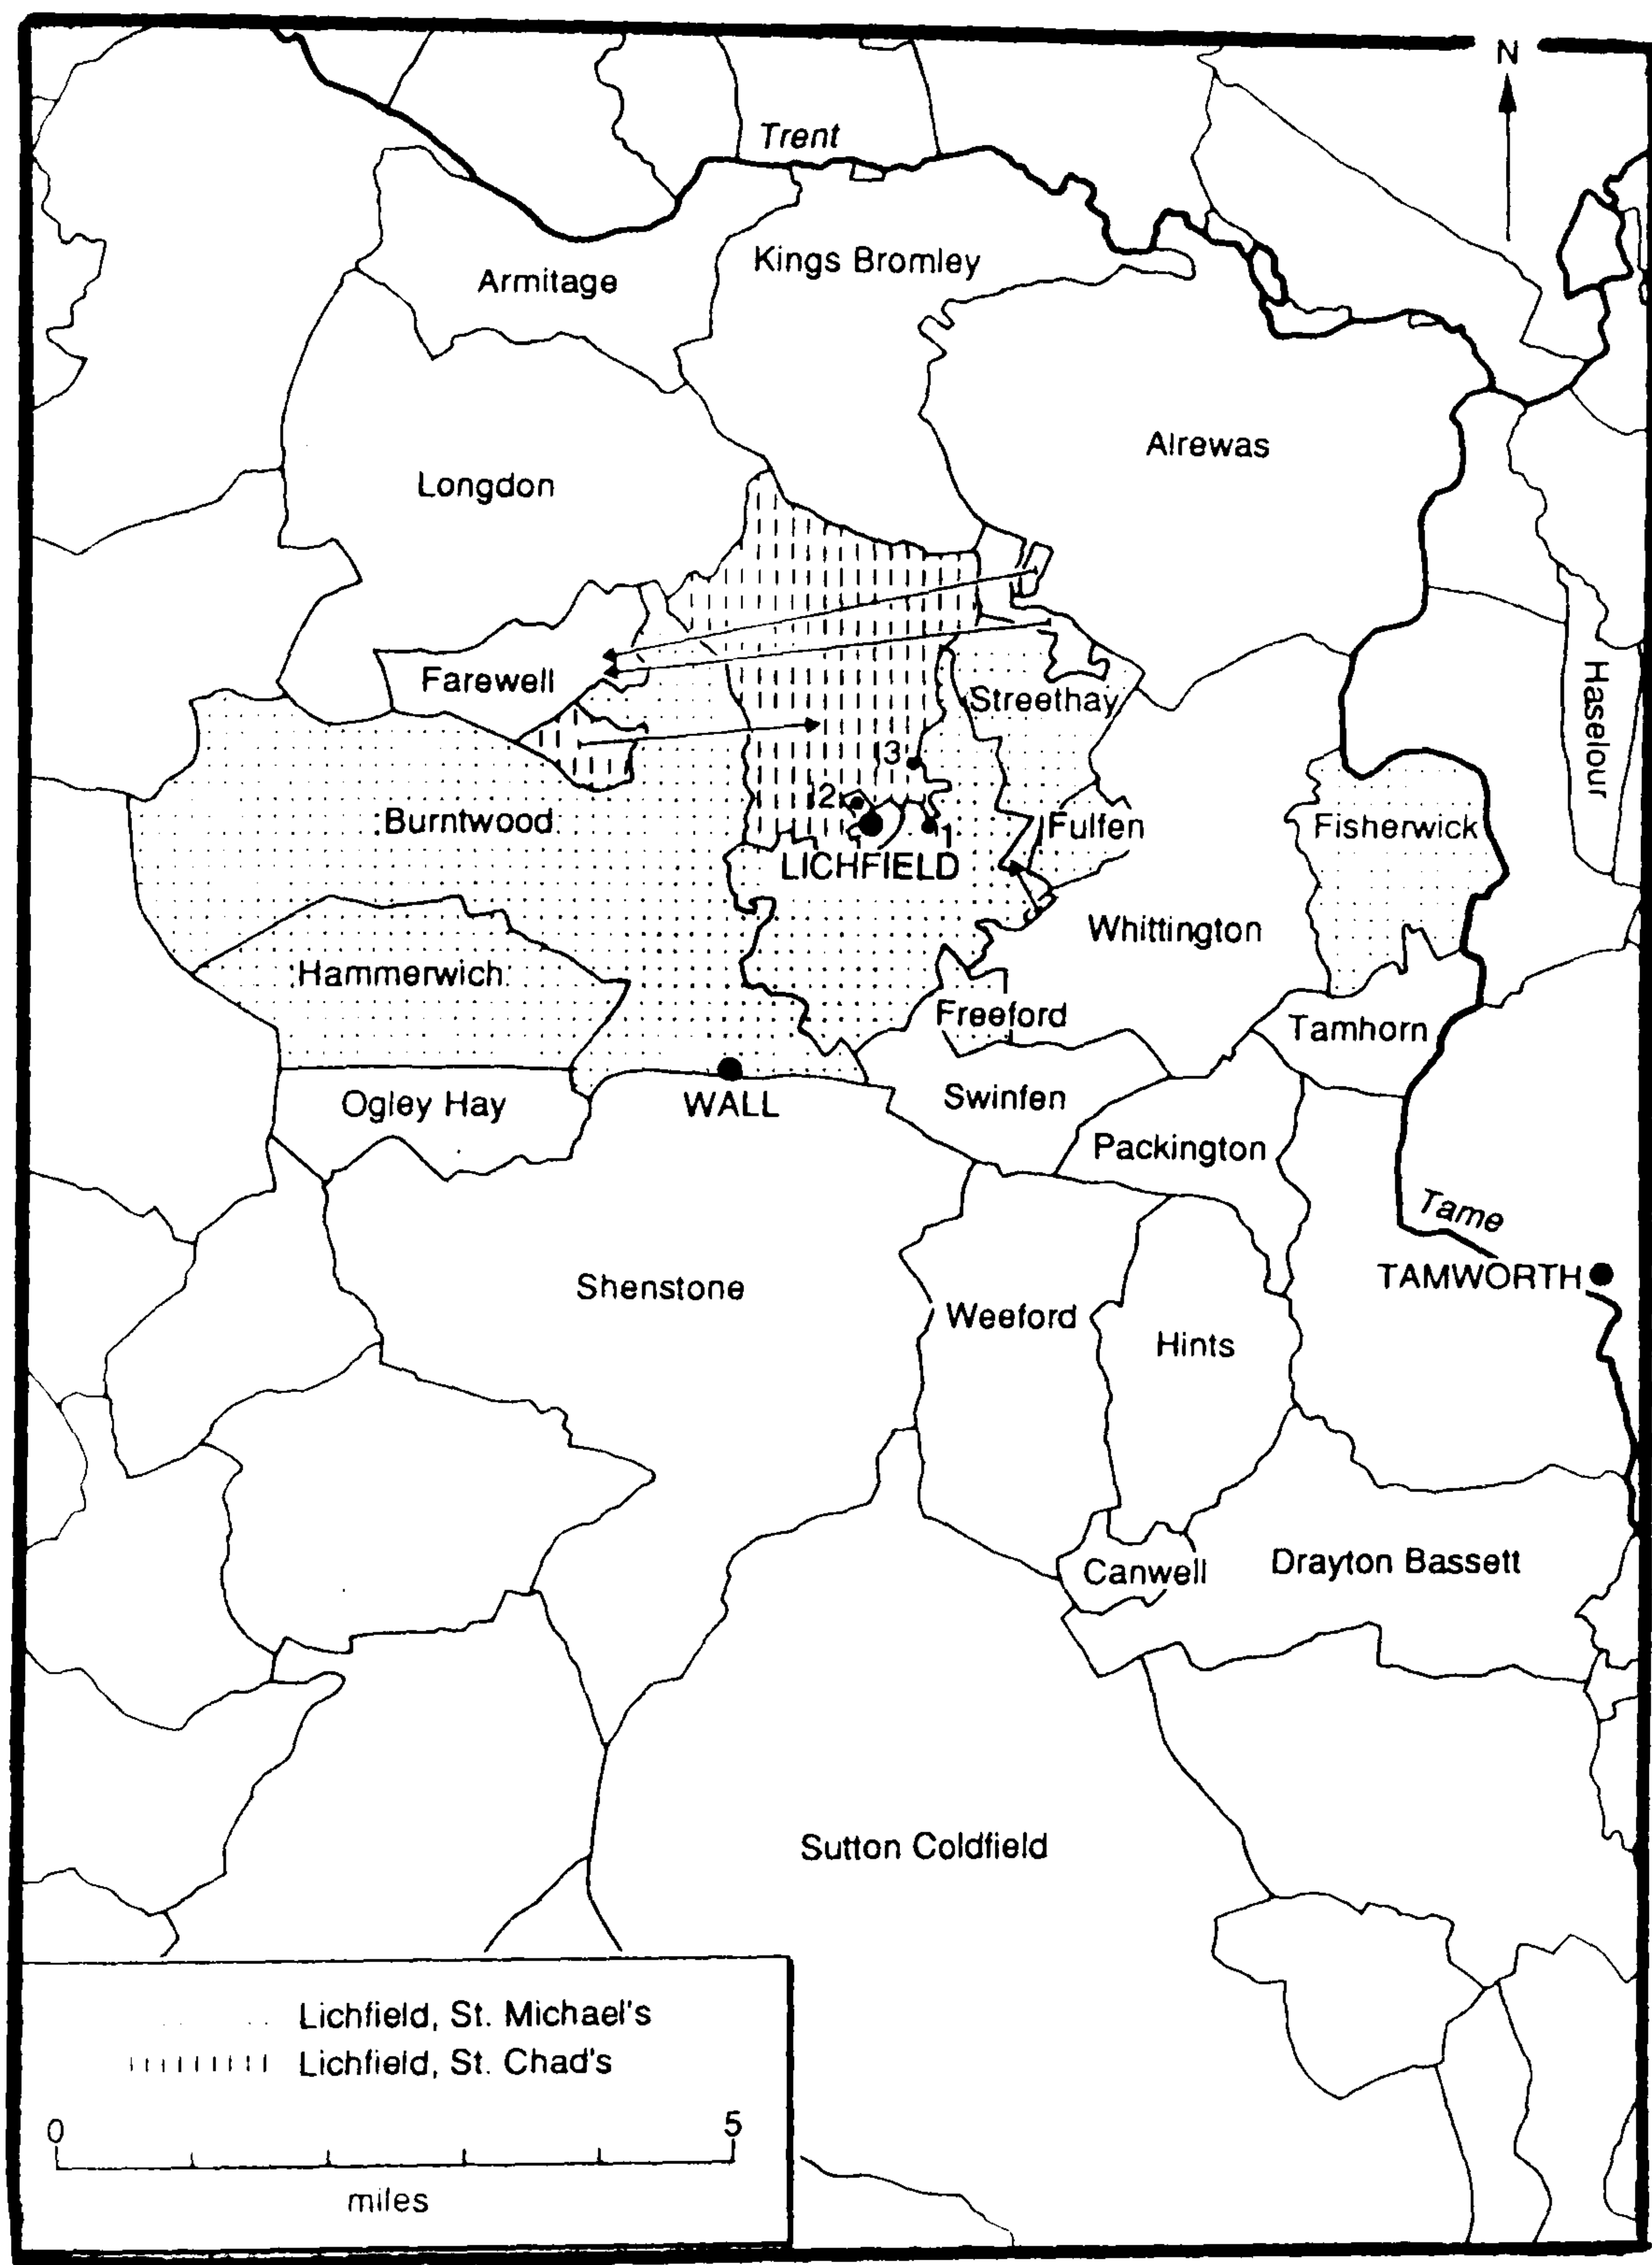 N
Trent
Kings Bromley
Armitage
Alrewas
Longdon
Farewell
Streethay
Haselour
3
2
1
Burntwood
Fulfen
Fisherwick
LICHFIELD
Whittington
Hammerwich
Freeford
Tamhorn
Ogley Hay
WALL
Swinfen
Packington
Tame
TAMWORTH
Shenstone
Weeford
Hints
Canwell
Drayton Bassett
Sutton Coldfield
Lichfield, St. Michael's
Lichfield, St. Chad's
0 5
miles